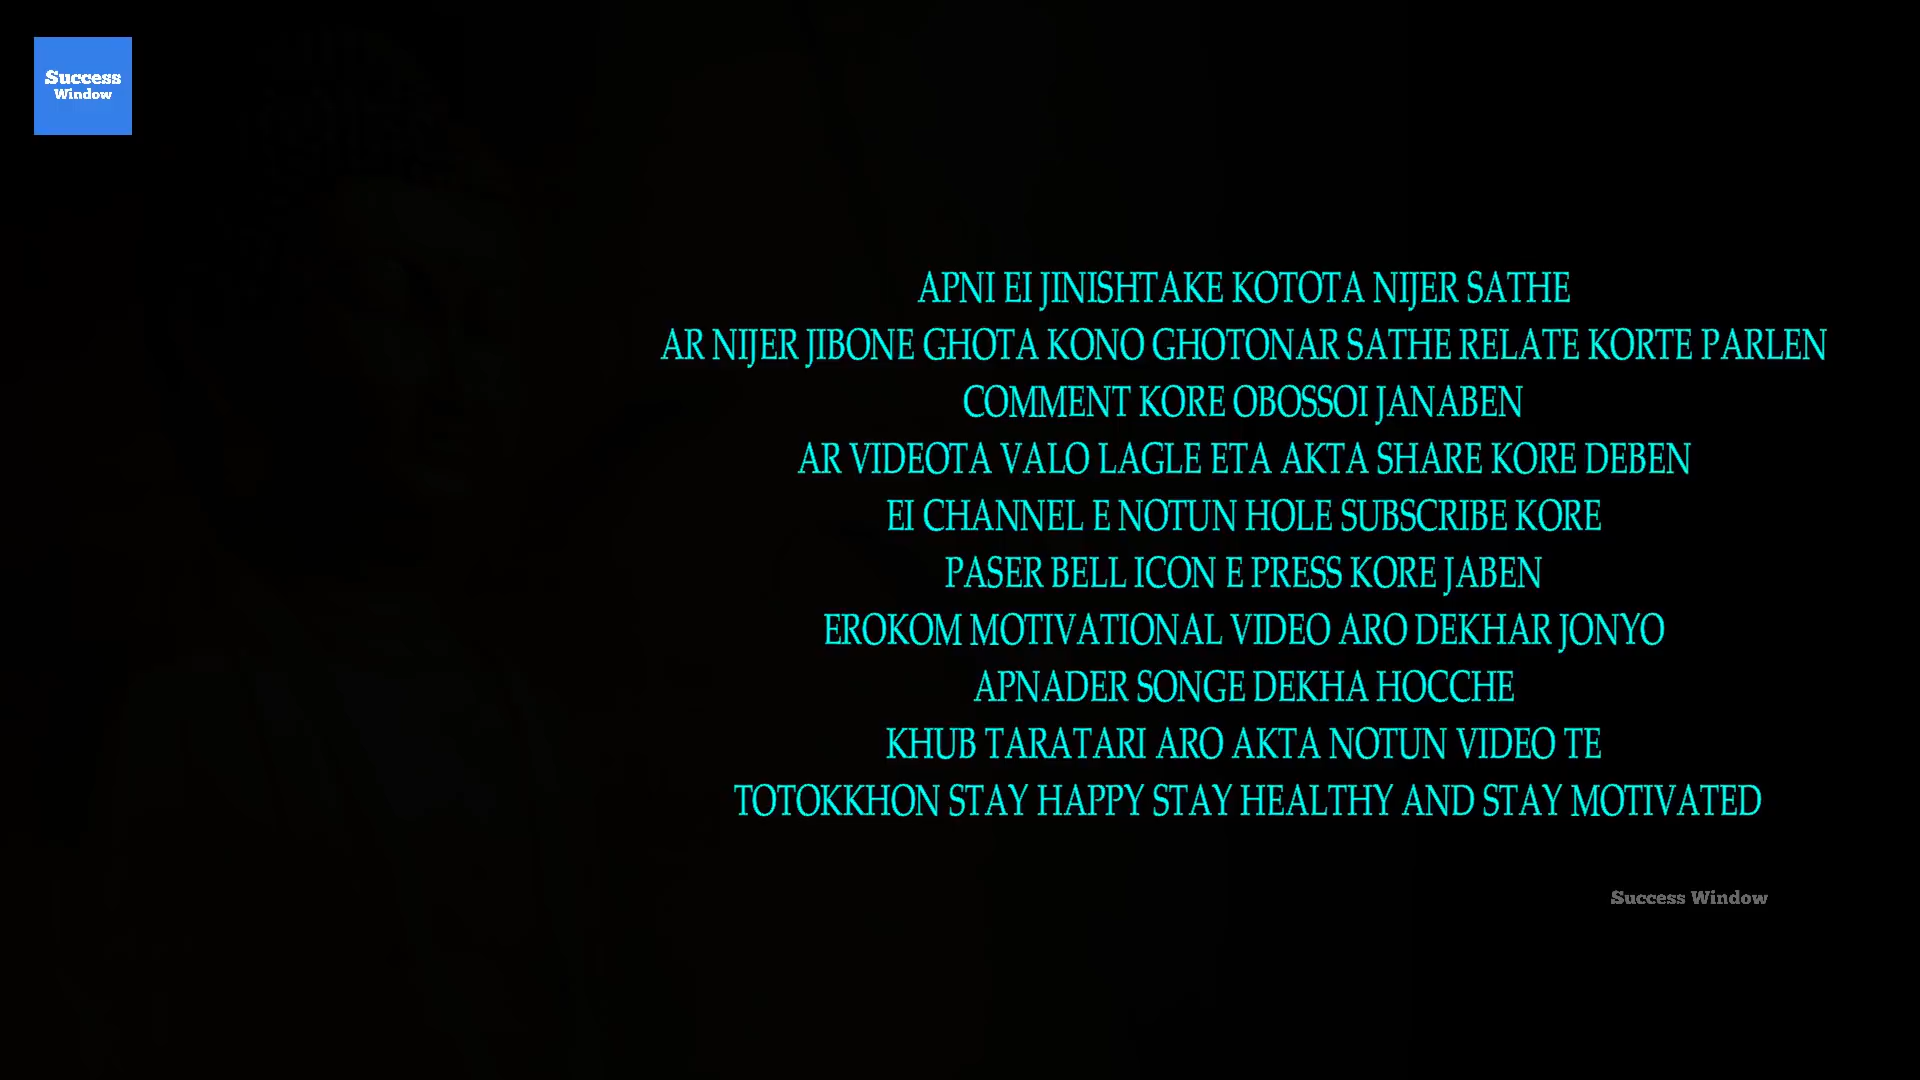 Success
Window
APNI EI JINISHTAKE KOTOTA NIJER SATHE
AR NIJER JIBONE GHOTA KONO GHOTONAR SATHE RELATE KORTE PARLEN
COMMENT KORE OBOSSOI JANABEN
AR VIDEOTA VALO LAGLE ETA AKTA SHARE KORE DEBEN
EI CHANNEL E NOTUN HOLE SUBSCRIBE KORE
PASER BELL ICON E PRESS KORE JABEN
EROKOM MOTIVATIONAL VIDEO ARO DEKHAR JONYO
APNADER SONGE DEKHA HOCCHE
KHUB TARATARI ARO AKTA NOTUN VIDEO TE
TOTOKKHON STAY HAPPY STAY HEALTHY AND STAY MOTIVATED
Success Window